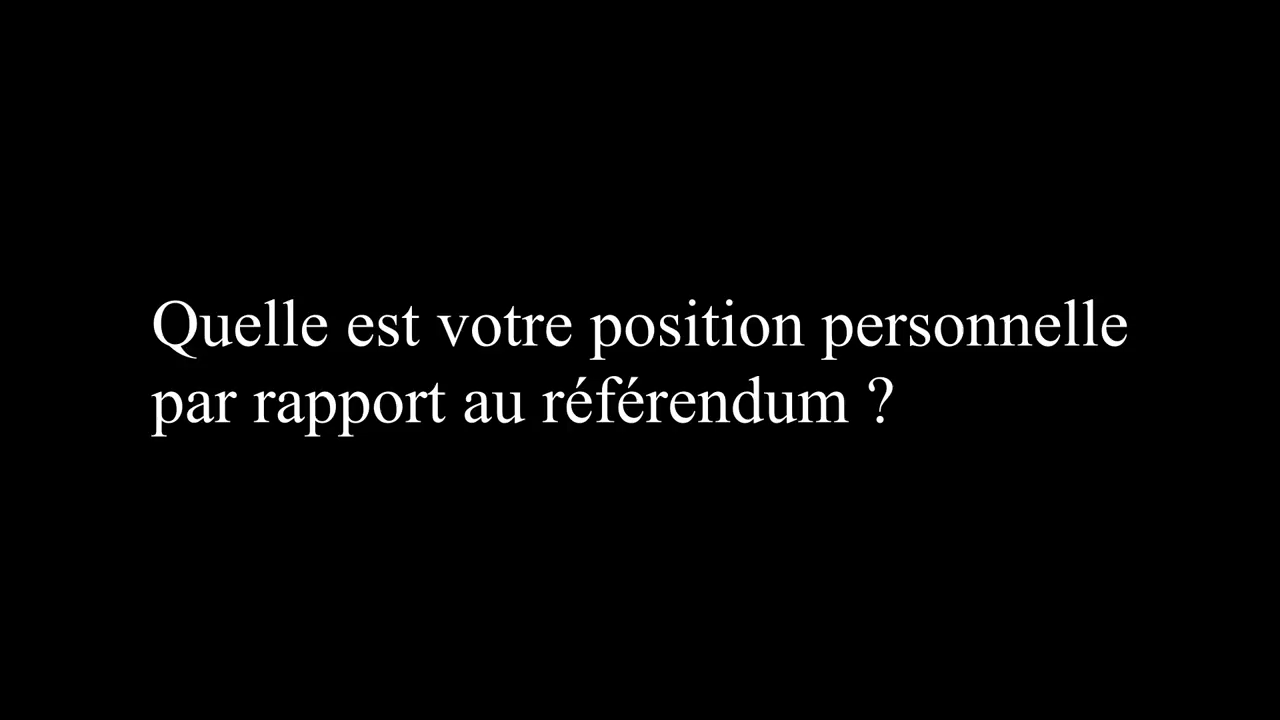 Quelle est votre position personnelle
par rapport au référendum ?